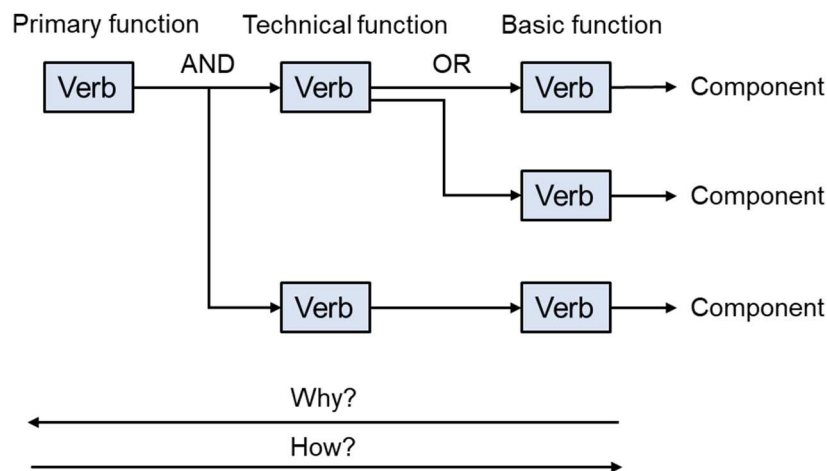 Primary function Technical function Basic function
AND OR
Verb Verb Verb Component
Verb Component
Verb Verb Component
Why?
How?